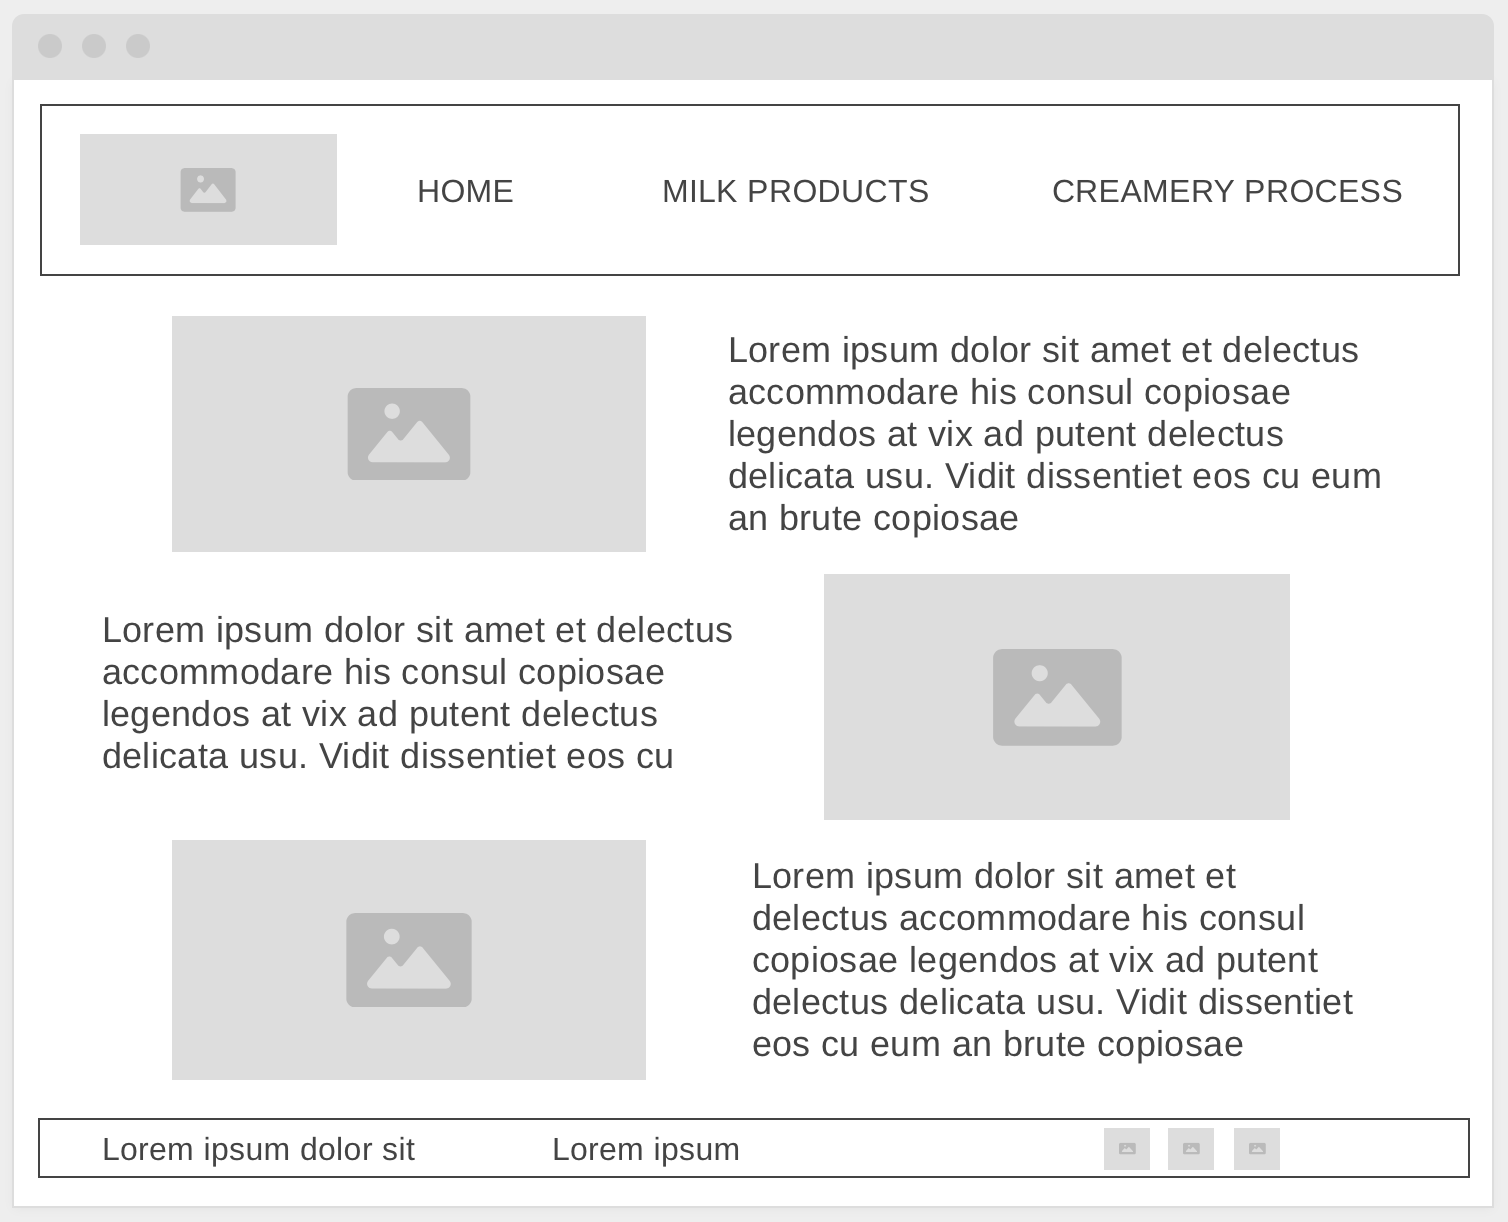 HOME
MILK PRODUCTS
CREAMERY PROCESS
Lorem ipsum dolor sit amet et delectus
accommodare his consul copiosae
legendos at vix ad putent delectus
delicata usu. Vidit dissentiet eos cu eum
an brute copiosae
Lorem ipsum dolor sit amet et delectus
accommodare his consul copiosae
legendos at vix ad putent delectus
delicata usu. Vidit dissentiet eos cu
Lorem ipsum dolor sit amet et
delectus accommodare his consul
copiosae legendos at vix ad putent
delectus delicata usu. Vidit dissentiet
eos cu eum an brute copiosae
Lorem ipsum dolor sit
Lorem ipsum